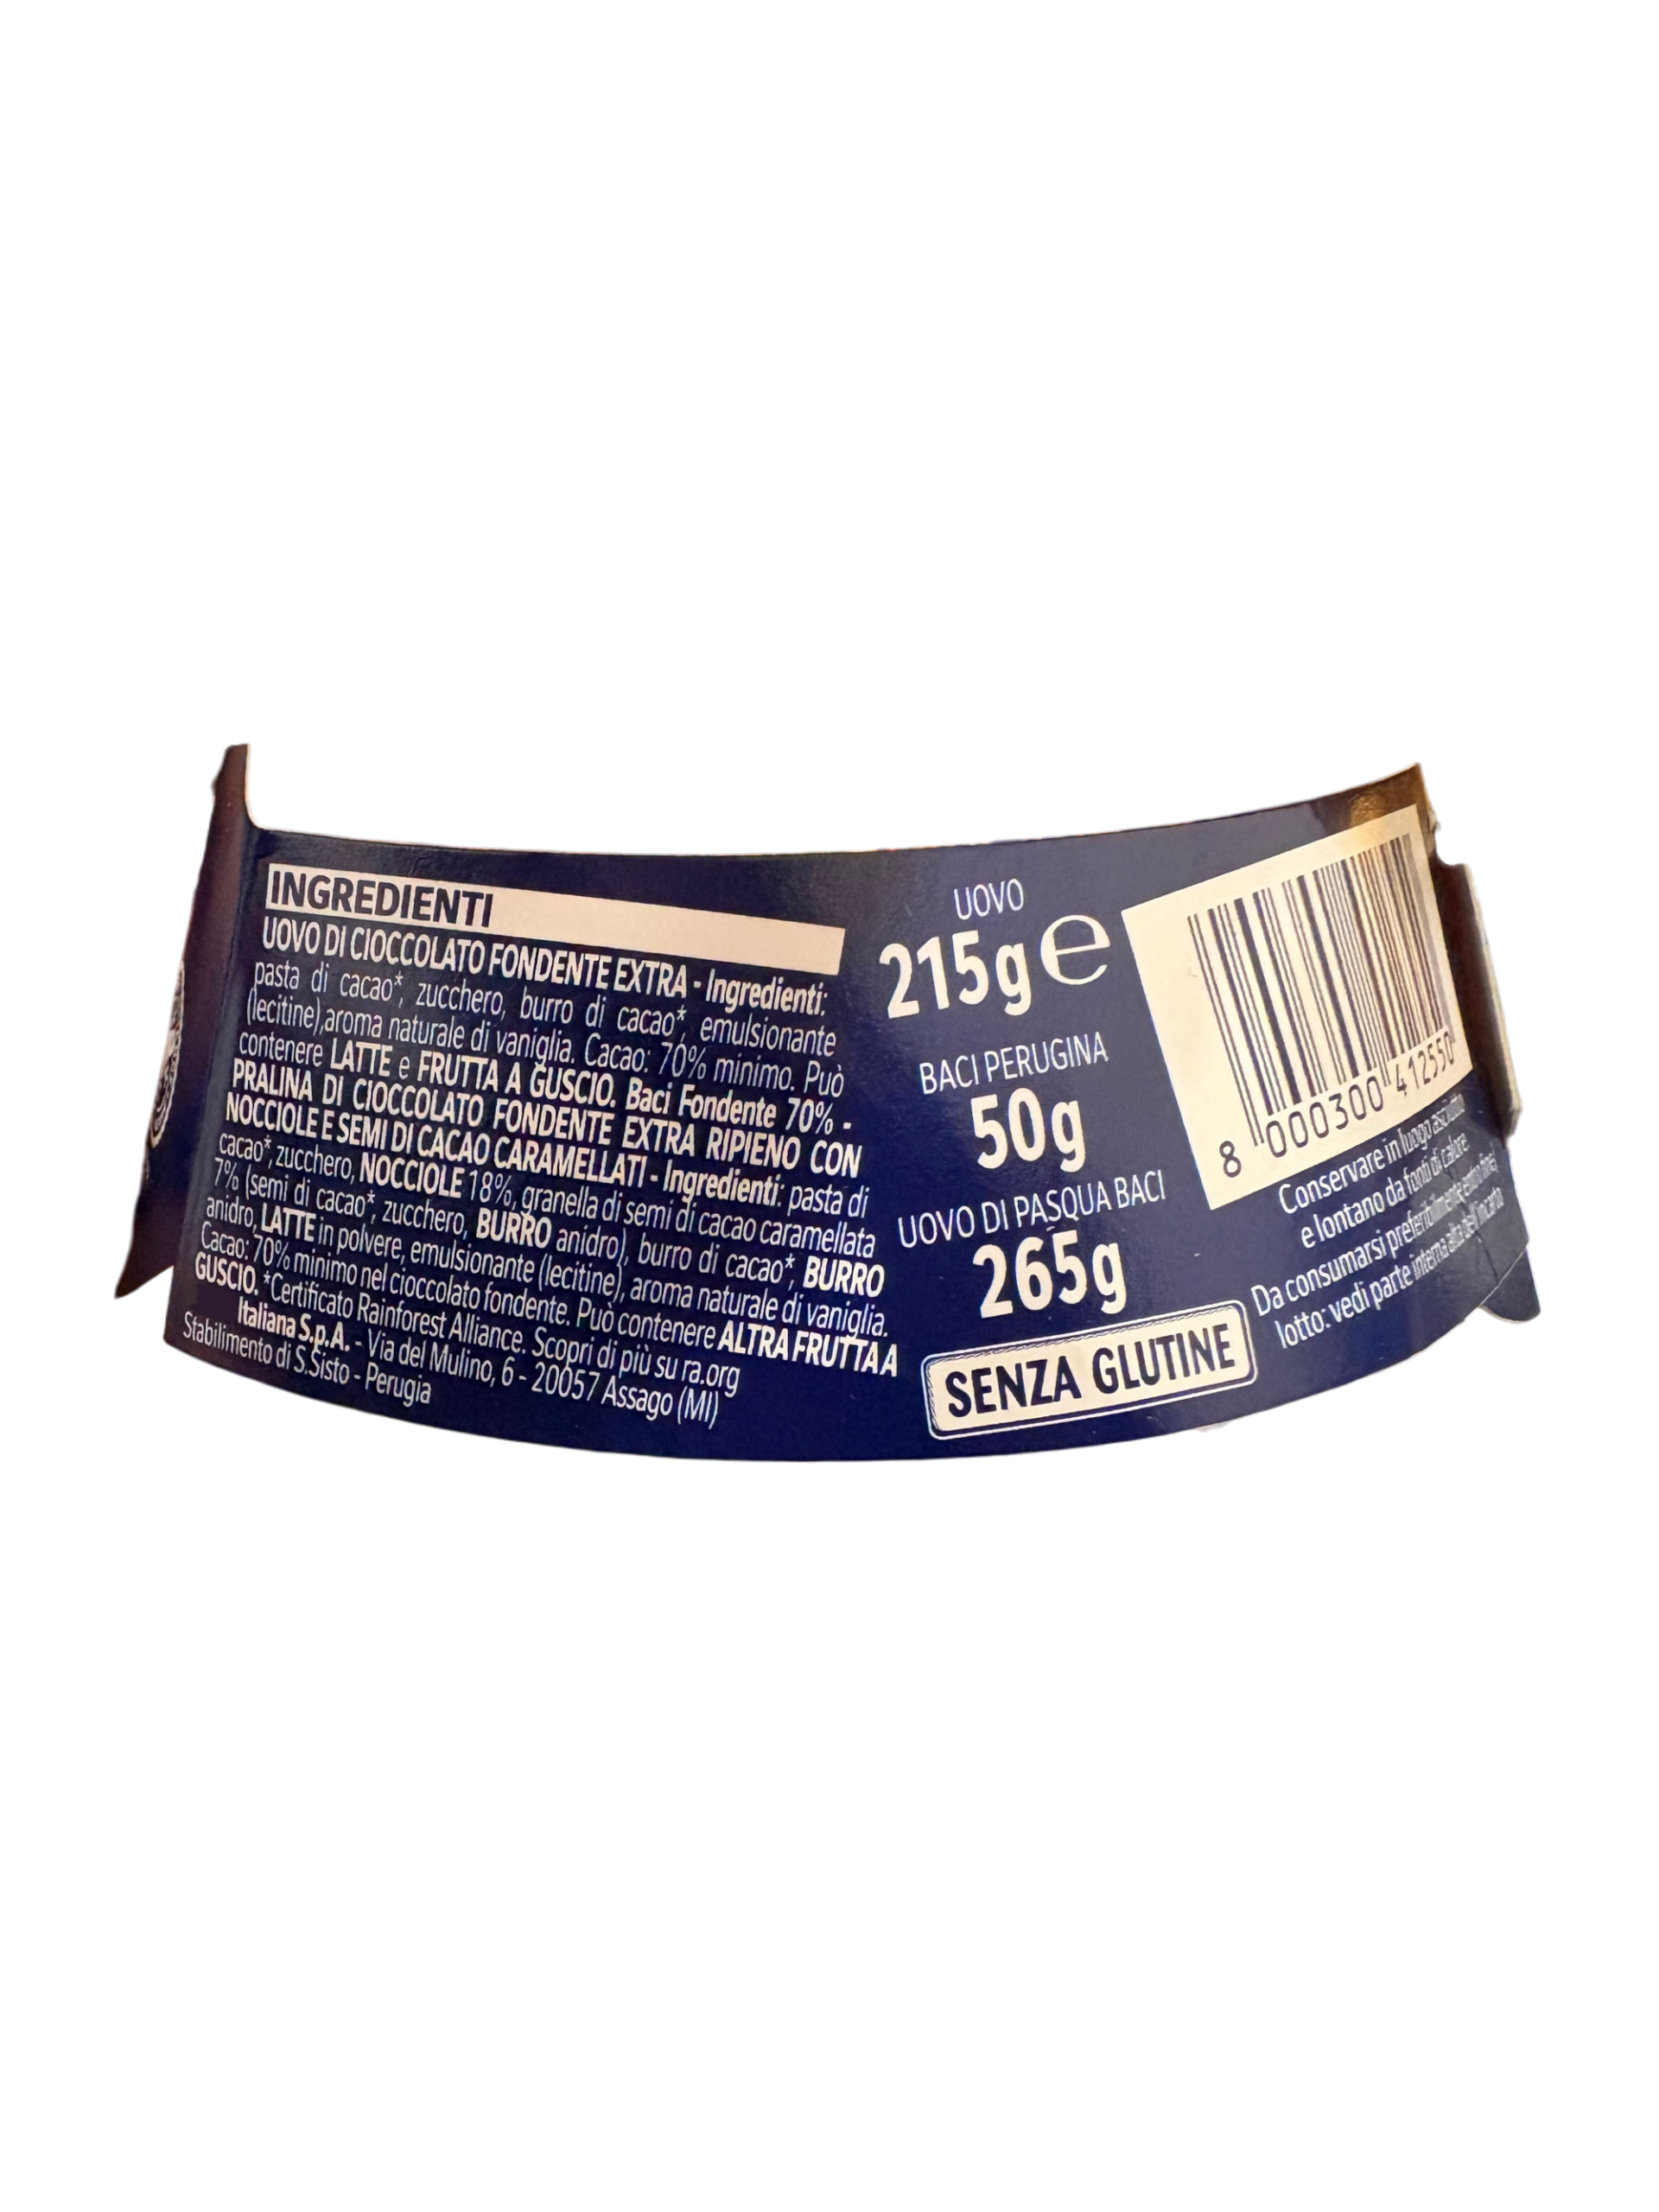 INGREDIENTI
UOVO DI CIOCCOLATO FONDENTE EXTRA - Ingredienti:
pasta di cacao*, zucchero, burro di cacao*, emulsionante
(lecitine),aroma naturale di vaniglia. Cacao: 70% minimo. Può
contenere LATTE e FRUTTA A GUSCIO. Baci Fondente 70% -
PRALINA DI CIOCCOLATO FONDENTE EXTRA RIPIENO CON
NOCCIOLE E SEMI DI CACAO CARAMELLATI - Ingredienti: pasta di
cacao*, zucchero, NOCCIOLE 18%, granella di semi di cacao caramellata
7% (semi di cacao*, zucchero, BURRO anidro), burro di cacao*, BURRO
anidro, LATTE in polvere, emulsionante (lecitine), aroma naturale di vaniglia.
Cacao: 70% minimo nel cioccolato fondente. Può contenere ALTRA FRUTTA A
GUSCIO. *Certificato Rainforest Alliance. Scopri di più su ra.org
Italiana S.p.A. - Via del Mulino, 6 - 20057 Assago (MI)
Stabilimento di S.Sisto - Perugia
UOVO
215g e
BACI PERUGINA
50g
UOVO DI PASQUA BACI
265g
SENZA GLUTINE
8 000300 412550
Conservare in luogo asciutto
e lontano da fonti di calore
Da consumarsi preferibilmente entro fine/
lotto: vedi parte interna alta dell'incarto